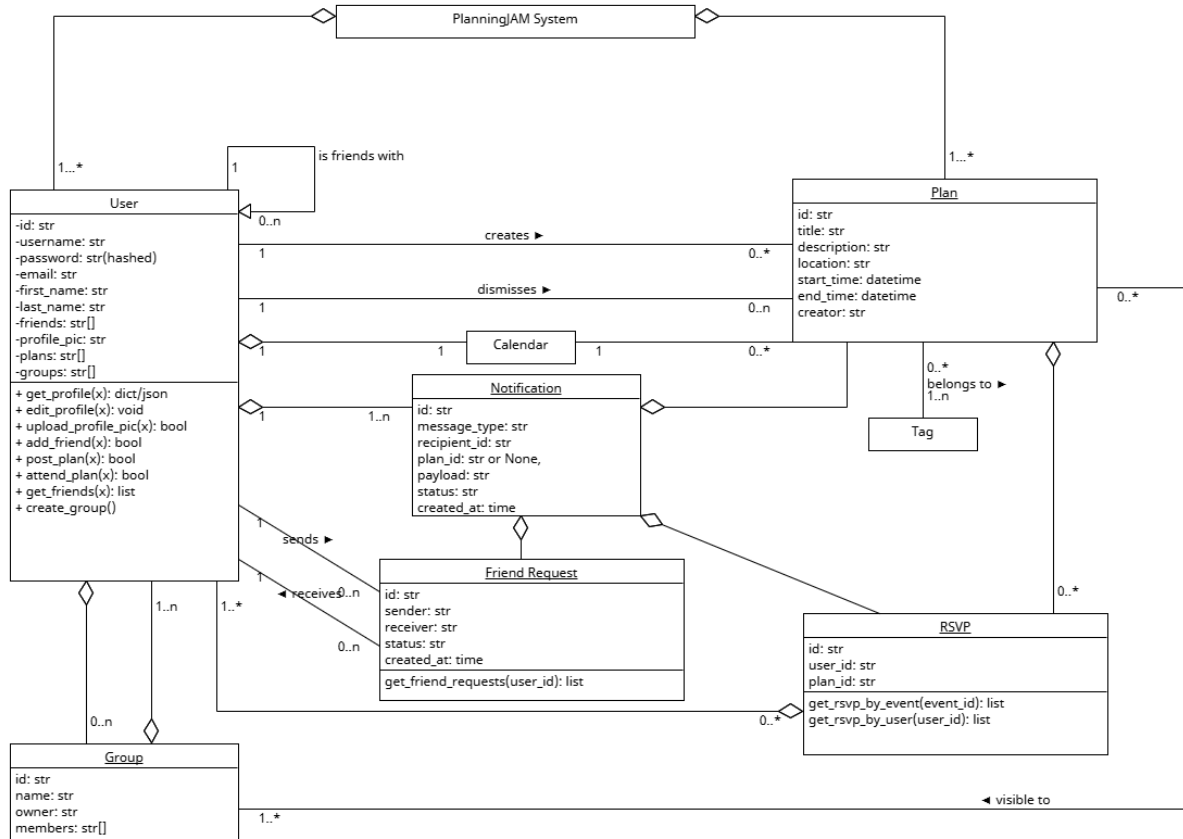 PlanningJAM System
1...*
1...*
1
is friends with
0..n
User
-id: str
-username: str
-password: str(hashed)
-email: str
-first_name: str
-last_name: str
-friends: str[]
-profile_pic: str
-plans: str[]
-groups: str[]
+ get_profile(x): dict/json
+ edit_profile(x): void
+ upload_profile_pic(x): bool
+ add_friend(x): bool
+ post_plan(x): bool
+ attend_plan(x): bool
+ get_friends(x): list
+ create_group()
creates ►
1
0..*
dismisses ►
1
0..n
Plan
id: str
title: str
description: str
location: str
start_time: datetime
end_time: datetime
creator: str
0..*
1
1
Calendar
1
0..*
Notification
id: str
message_type: str
recipient_id: str
plan_id: str or None,
payload: str
status: str
created_at: time
1
1..n
0..*
belongs to ►
1..n
Tag
1
sends ►
0..n
1
◄ receives
0..n
Friend Request
id: str
sender: str
receiver: str
status: str
created_at: time
get_friend_requests(user_id): list
0..*
RSVP
id: str
user_id: str
plan_id: str
get_rsvp_by_event(event_id): list
get_rsvp_by_user(user_id): list
1..n
1..*
0..*
0..n
Group
id: str
name: str
owner: str
members: str[]
1..*
◄ visible to